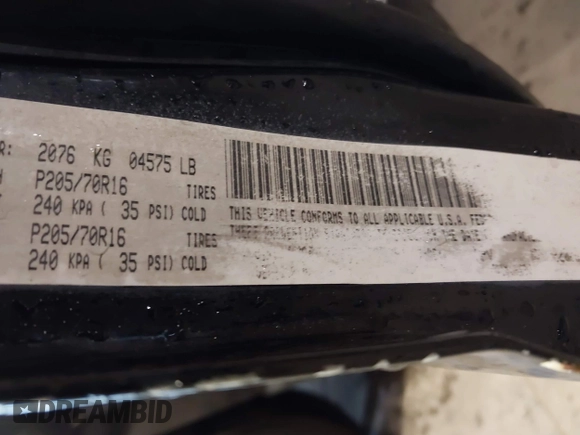 R: 2076 KG 04575 LB
P205/70R16 TIRES
240 KPA ( 35 PSI) COLD
P205/70R16 TIRES
240 KPA ( 35 PSI) COLD
THIS VEHICLE CONFORMS TO ALL APPLICABLE U.S.A. FEDE
DREAMBID